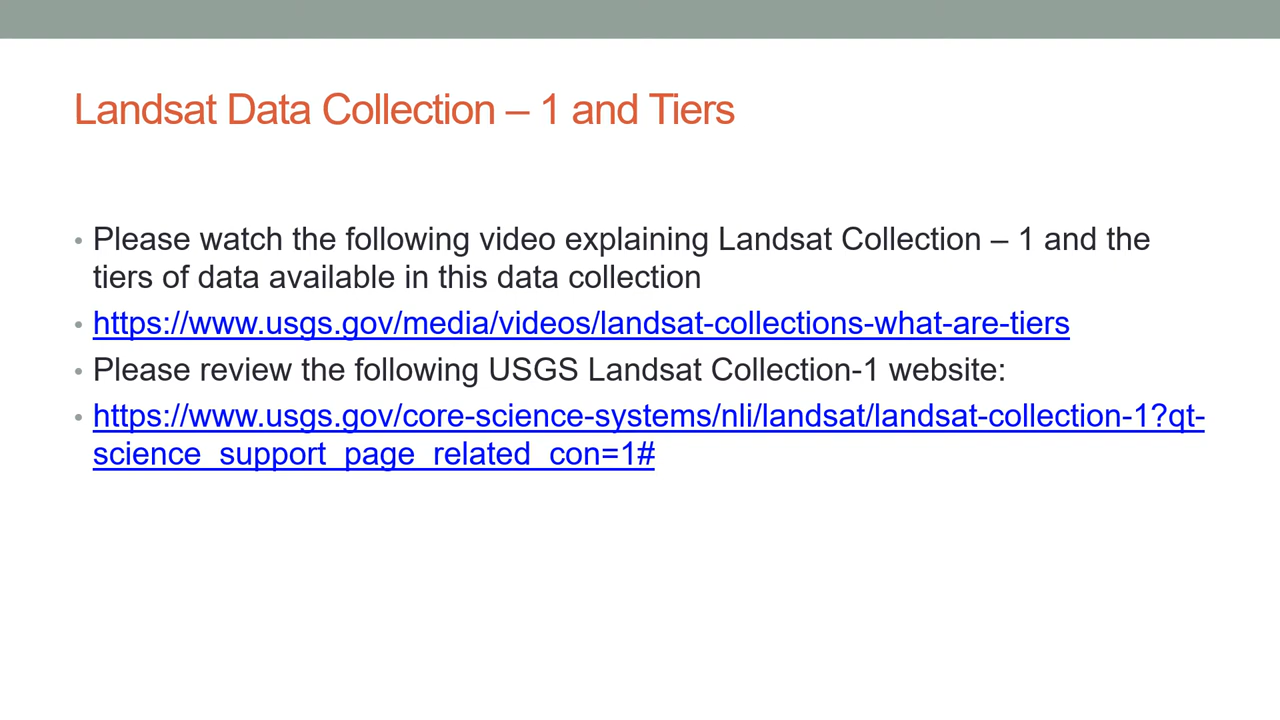 Landsat Data Collection – 1 and Tiers
• Please watch the following video explaining Landsat Collection – 1 and the
tiers of data available in this data collection
• https://www.usgs.gov/media/videos/landsat-collections-what-are-tiers
• Please review the following USGS Landsat Collection-1 website:
• https://www.usgs.gov/core-science-systems/nli/landsat/landsat-collection-1?qt-
science_support_page_related_con=1#